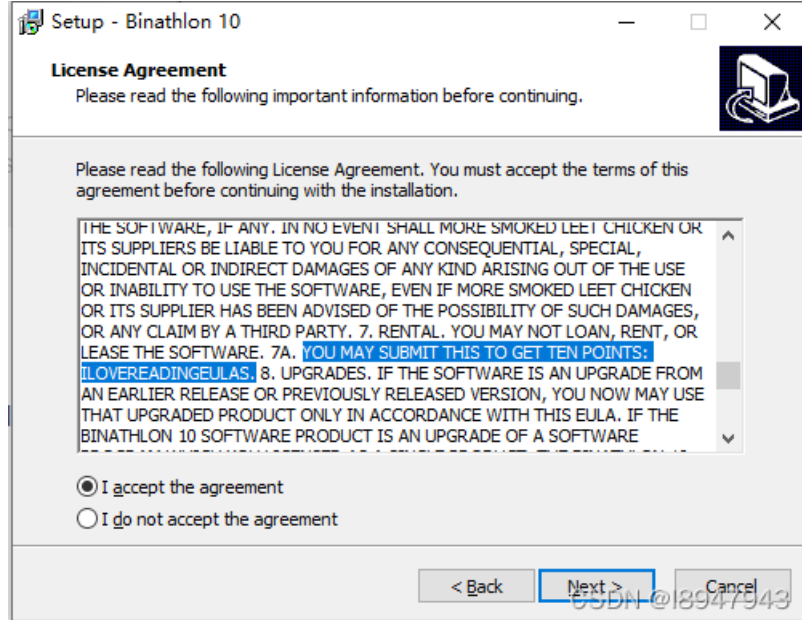 Setup - Binathlon 10
License Agreement
Please read the following important information before continuing.
Please read the following License Agreement. You must accept the terms of this
agreement before continuing with the installation.
THE SOFTWARE, IF ANY. IN NO EVENT SHALL MORE SMOKED LEET CHICKEN OR
ITS SUPPLIERS BE LIABLE TO YOU FOR ANY CONSEQUENTIAL, SPECIAL,
INCIDENTAL OR INDIRECT DAMAGES OF ANY KIND ARISING OUT OF THE USE
OR INABILITY TO USE THE SOFTWARE, EVEN IF MORE SMOKED LEET CHICKEN
OR ITS SUPPLIER HAS BEEN ADVISED OF THE POSSIBILITY OF SUCH DAMAGES,
OR ANY CLAIM BY A THIRD PARTY. 7. RENTAL. YOU MAY NOT LOAN, RENT, OR
LEASE THE SOFTWARE. 7A. YOU MAY SUBMIT THIS TO GET TEN POINTS:
ILOVEREADINGEULAS. 8. UPGRADES. IF THE SOFTWARE IS AN UPGRADE FROM
AN EARLIER RELEASE OR PREVIOUSLY RELEASED VERSION, YOU NOW MAY USE
THAT UPGRADED PRODUCT ONLY IN ACCORDANCE WITH THIS EULA. IF THE
BINATHLON 10 SOFTWARE PRODUCT IS AN UPGRADE OF A SOFTWARE
I accept the agreement
I do not accept the agreement
< Back Next > Cancel
CSDN @l8947943